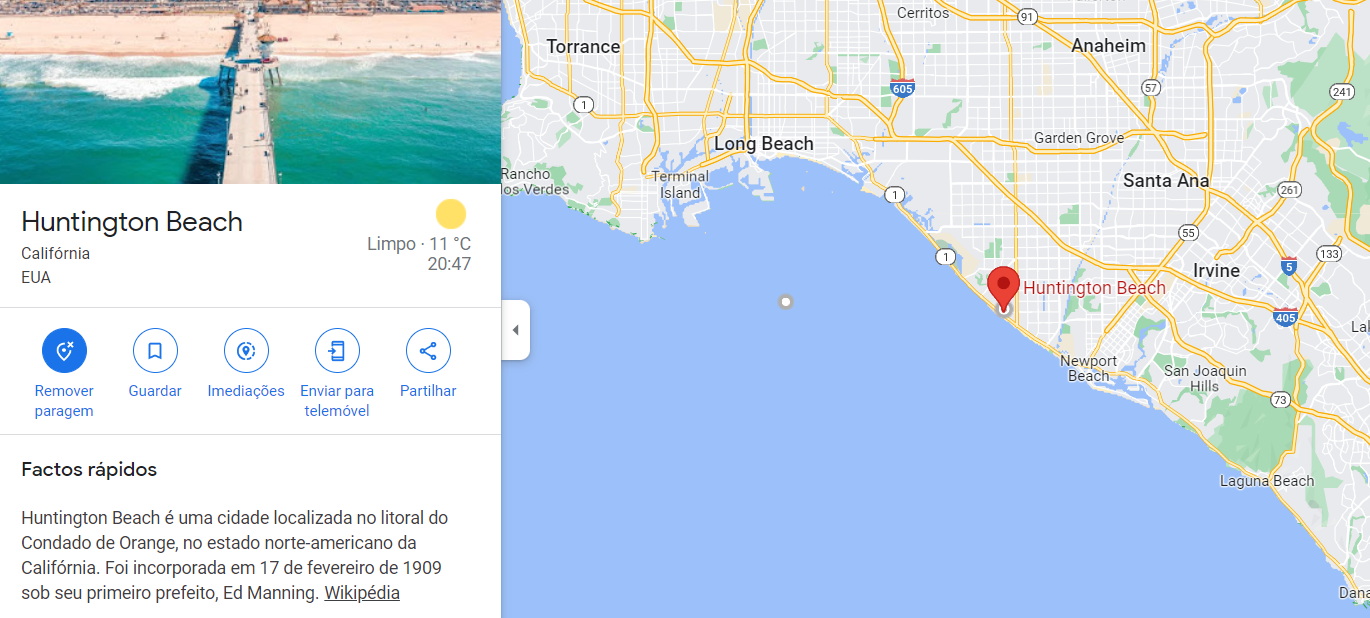 Huntington Beach
Califórnia
EUA
Limpo · 11 °C
20:47
Remover
paragem
Guardar
Imediações
Enviar para
telemóvel
Partilhar
Factos rápidos
Huntington Beach é uma cidade localizada no litoral do
Condado de Orange, no estado norte-americano da
Califórnia. Foi incorporada em 17 de fevereiro de 1909
sob seu primeiro prefeito, Ed Manning. Wikipédia
Cerritos
91
Torrance
Anaheim
605
57
241
1
Garden Grove
Long Beach
Rancho
los Verdes
Terminal
Island
Santa Ana
261
1
55
133
1
Irvine
5
Huntington Beach
405
Lal
Newport
Beach
San Joaquin
Hills
73
Laguna Beach
Dana